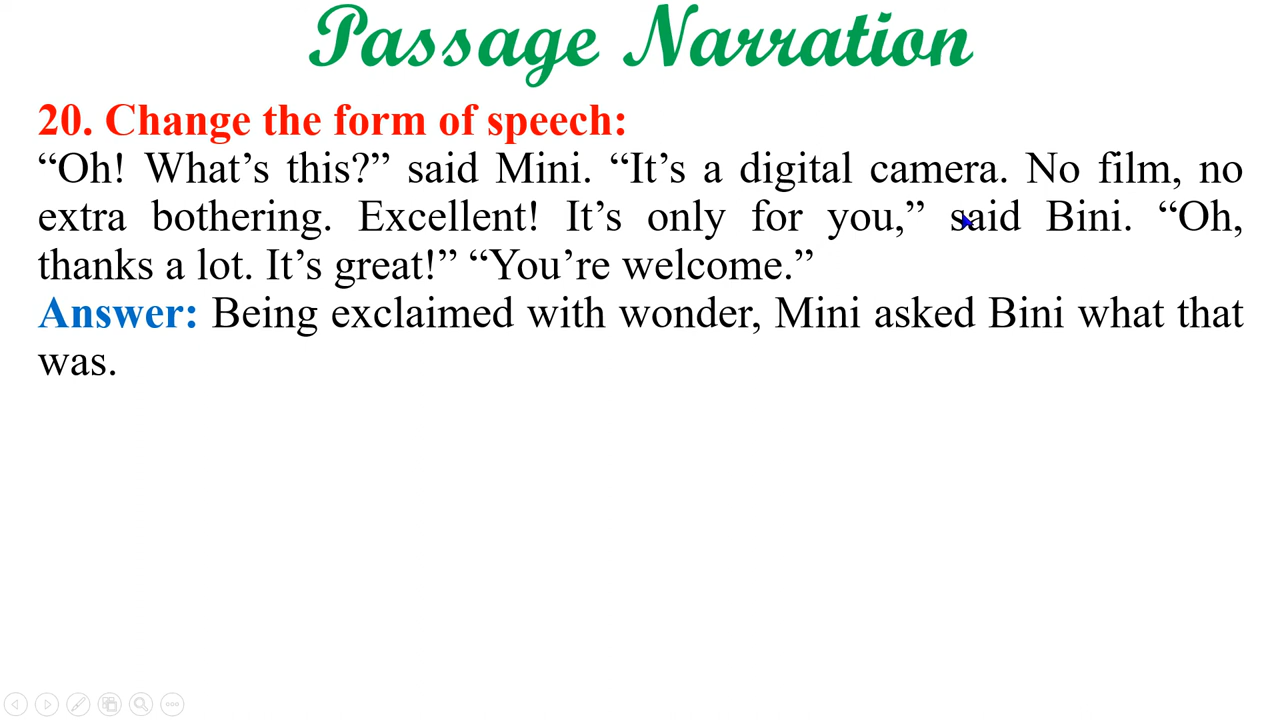 Passage Narration
20. Change the form of speech:
“Oh! What’s this?” said Mini. “It’s a digital camera. No film, no
extra bothering. Excellent! It’s only for you,” said Bini. “Oh,
thanks a lot. It’s great!” “You’re welcome.”
Answer: Being exclaimed with wonder, Mini asked Bini what that
was.